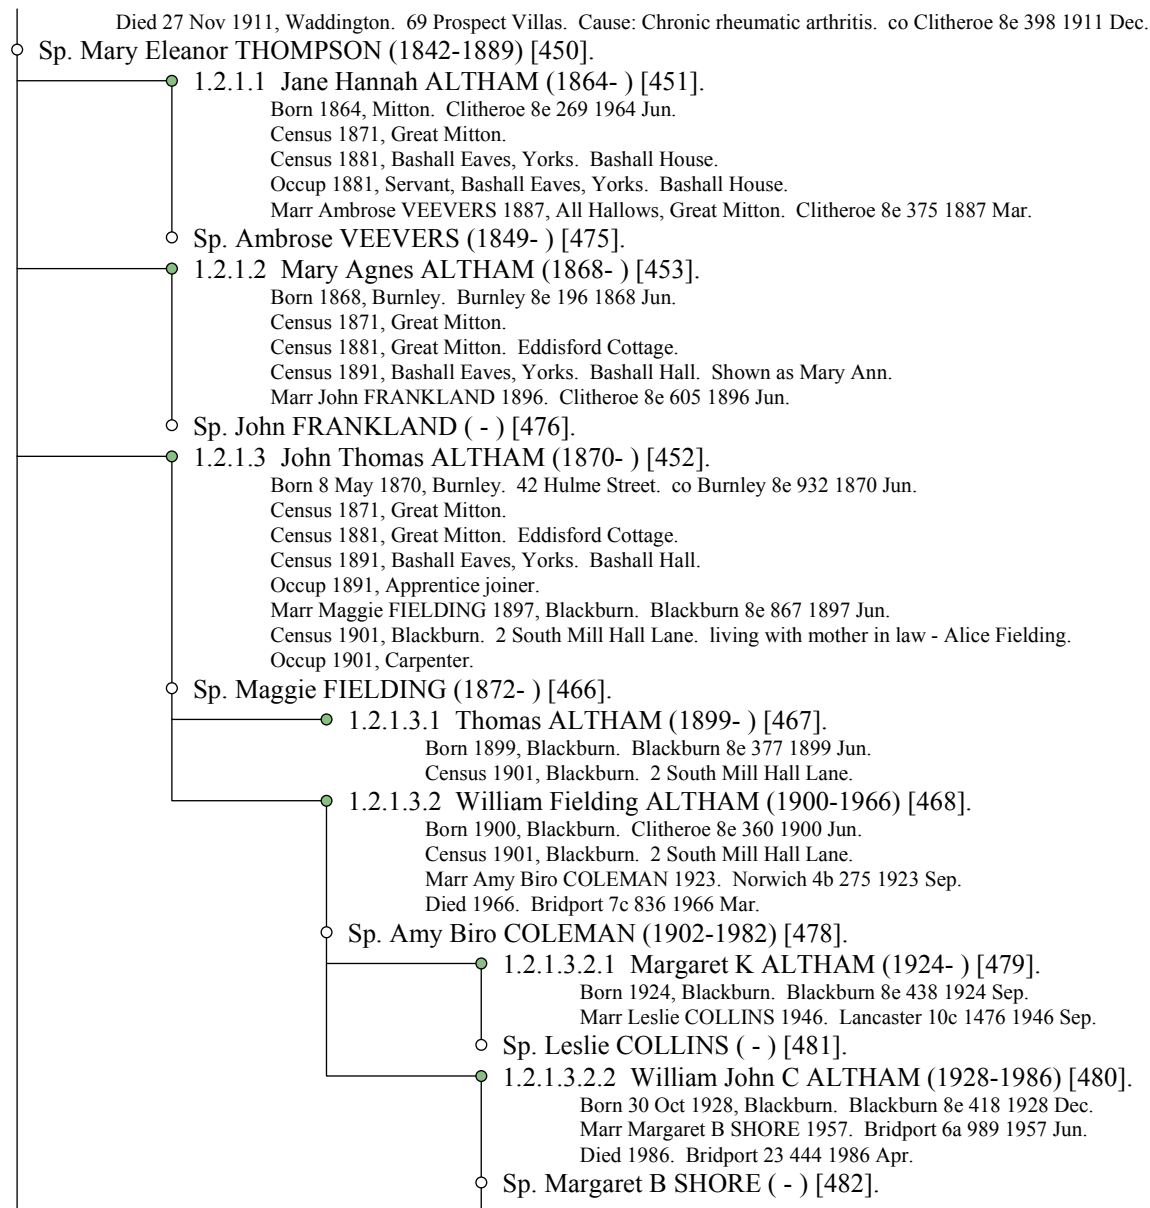 Died 27 Nov 1911, Waddington. 69 Prospect Villas. Cause: Chronic rheumatic arthritis. co Clitheroe 8e 398 1911 Dec.
Sp. Mary Eleanor THOMPSON (1842-1889) [450].
1.2.1.1 Jane Hannah ALTHAM (1864- ) [451].
Born 1864, Mitton. Clitheroe 8e 269 1964 Jun.
Census 1871, Great Mitton.
Census 1881, Bashall Eaves, Yorks. Bashall House.
Occup 1881, Servant, Bashall Eaves, Yorks. Bashall House.
Marr Ambrose VEEVERS 1887, All Hallows, Great Mitton. Clitheroe 8e 375 1887 Mar.
Sp. Ambrose VEEVERS (1849- ) [475].
1.2.1.2 Mary Agnes ALTHAM (1868- ) [453].
Born 1868, Burnley. Burnley 8e 196 1868 Jun.
Census 1871, Great Mitton.
Census 1881, Great Mitton. Eddisford Cottage.
Census 1891, Bashall Eaves, Yorks. Bashall Hall. Shown as Mary Ann.
Marr John FRANKLAND 1896. Clitheroe 8e 605 1896 Jun.
Sp. John FRANKLAND ( - ) [476].
1.2.1.3 John Thomas ALTHAM (1870- ) [452].
Born 8 May 1870, Burnley. 42 Hulme Street. co Burnley 8e 932 1870 Jun.
Census 1871, Great Mitton.
Census 1881, Great Mitton. Eddisford Cottage.
Census 1891, Bashall Eaves, Yorks. Bashall Hall.
Occup 1891, Apprentice joiner.
Marr Maggie FIELDING 1897, Blackburn. Blackburn 8e 867 1897 Jun.
Census 1901, Blackburn. 2 South Mill Hall Lane. living with mother in law - Alice Fielding.
Occup 1901, Carpenter.
Sp. Maggie FIELDING (1872- ) [466].
1.2.1.3.1 Thomas ALTHAM (1899- ) [467].
Born 1899, Blackburn. Blackburn 8e 377 1899 Jun.
Census 1901, Blackburn. 2 South Mill Hall Lane.
1.2.1.3.2 William Fielding ALTHAM (1900-1966) [468].
Born 1900, Blackburn. Clitheroe 8e 360 1900 Jun.
Census 1901, Blackburn. 2 South Mill Hall Lane.
Marr Amy Biro COLEMAN 1923. Norwich 4b 275 1923 Sep.
Died 1966. Bridport 7c 836 1966 Mar.
Sp. Amy Biro COLEMAN (1902-1982) [478].
1.2.1.3.2.1 Margaret K ALTHAM (1924- ) [479].
Born 1924, Blackburn. Blackburn 8e 438 1924 Sep.
Marr Leslie COLLINS 1946. Lancaster 10c 1476 1946 Sep.
Sp. Leslie COLLINS ( - ) [481].
1.2.1.3.2.2 William John C ALTHAM (1928-1986) [480].
Born 30 Oct 1928, Blackburn. Blackburn 8e 418 1928 Dec.
Marr Margaret B SHORE 1957. Bridport 6a 989 1957 Jun.
Died 1986. Bridport 23 444 1986 Apr.
Sp. Margaret B SHORE ( - ) [482].